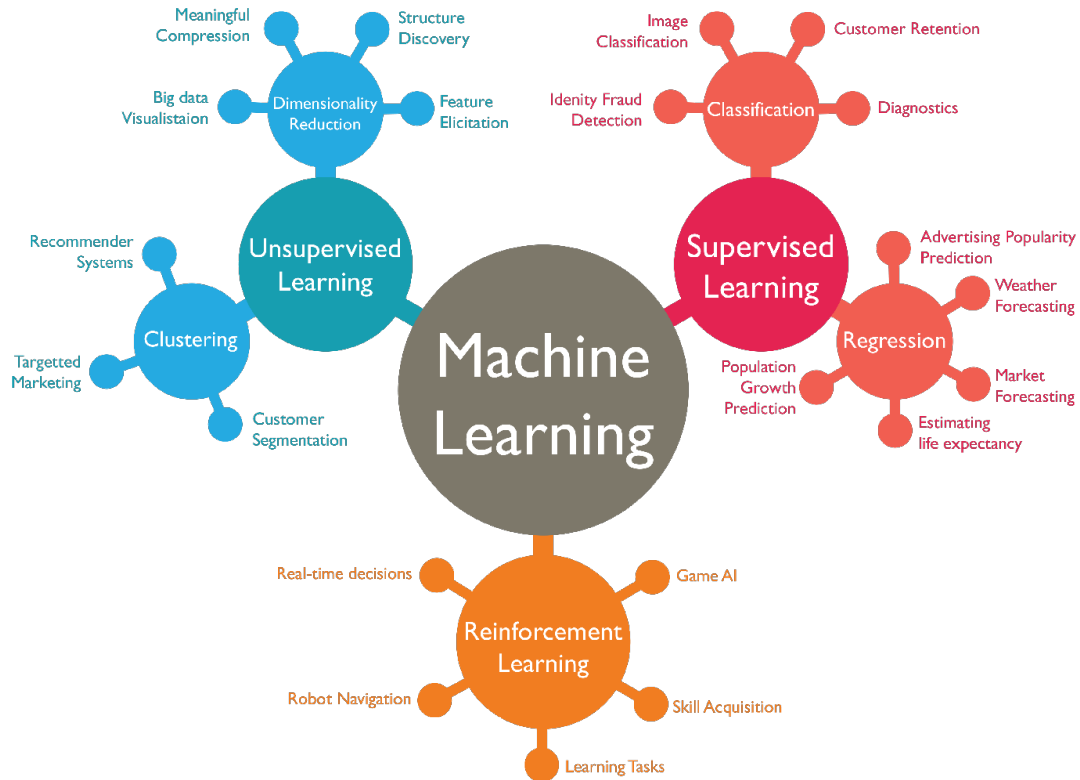 Meaningful
Compression
Structure
Discovery
Big data
Visualistaion
Dimensionality
Reduction
Feature
Elicitation
Image
Classification
Customer Retention
Idenity Fraud
Detection
Classification
Diagnostics
Unsupervised
Learning
Supervised
Learning
Recommender
Systems
Clustering
Targetted
Marketing
Customer
Segmentation
Machine
Learning
Advertising Popularity
Prediction
Weather
Forecasting
Regression
Population
Growth
Prediction
Market
Forecasting
Estimating
life expectancy
Real-time decisions
Game AI
Reinforcement
Learning
Robot Navigation
Skill Acquisition
Learning Tasks